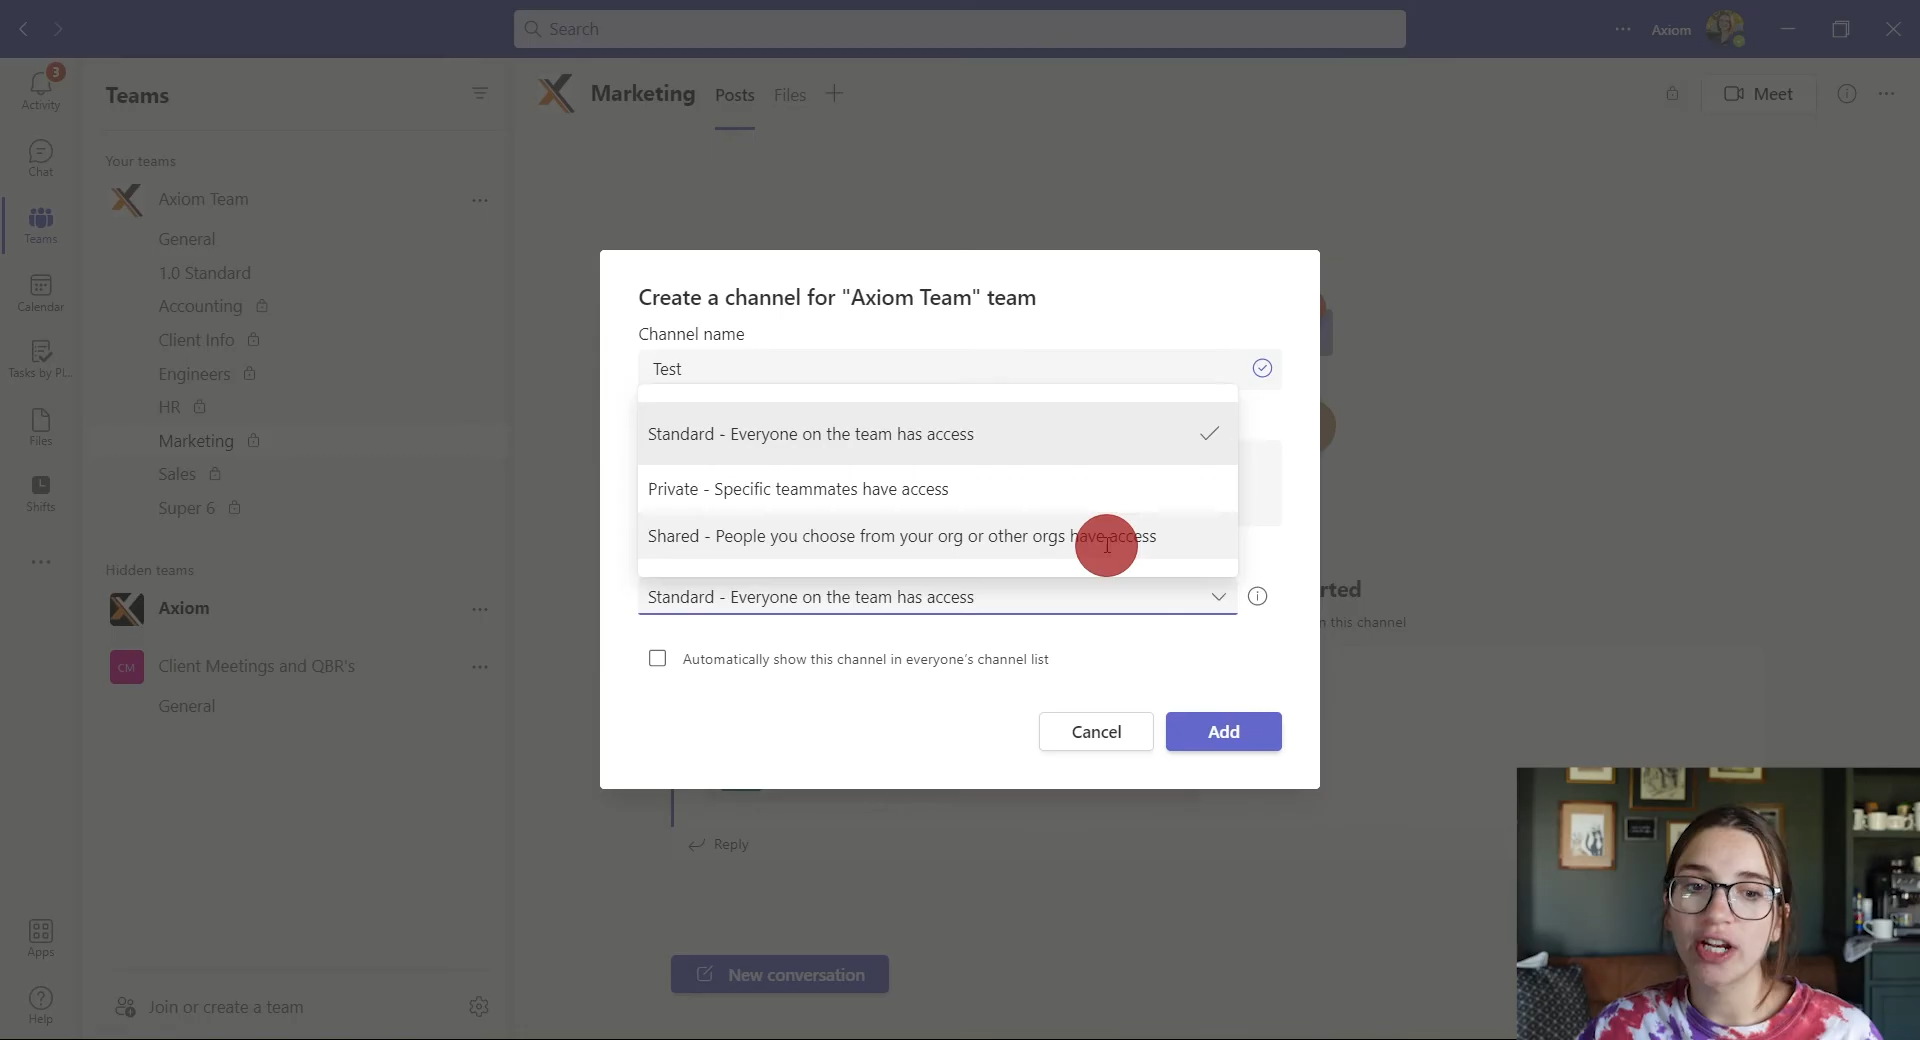 Search
Axiom
3
Activity
Chat
Teams
Calendar
Tasks by Pl...
Files
Shifts
Apps
Help
Teams
Your teams
Axiom Team
General
1.0 Standard
Accounting
Client Info
Engineers
HR
Marketing
Sales
Super 6
Hidden teams
Axiom
CM
Client Meetings and QBR's
General
Join or create a team
Marketing
Posts
Files
Meet
Create a channel for "Axiom Team" team
Channel name
Test
Standard - Everyone on the team has access
Private - Specific teammates have access
Shared - People you choose from your org or other orgs have access
Standard - Everyone on the team has access
Automatically show this channel in everyone's channel list
Cancel
Add
rted
n this channel
Reply
New conversation